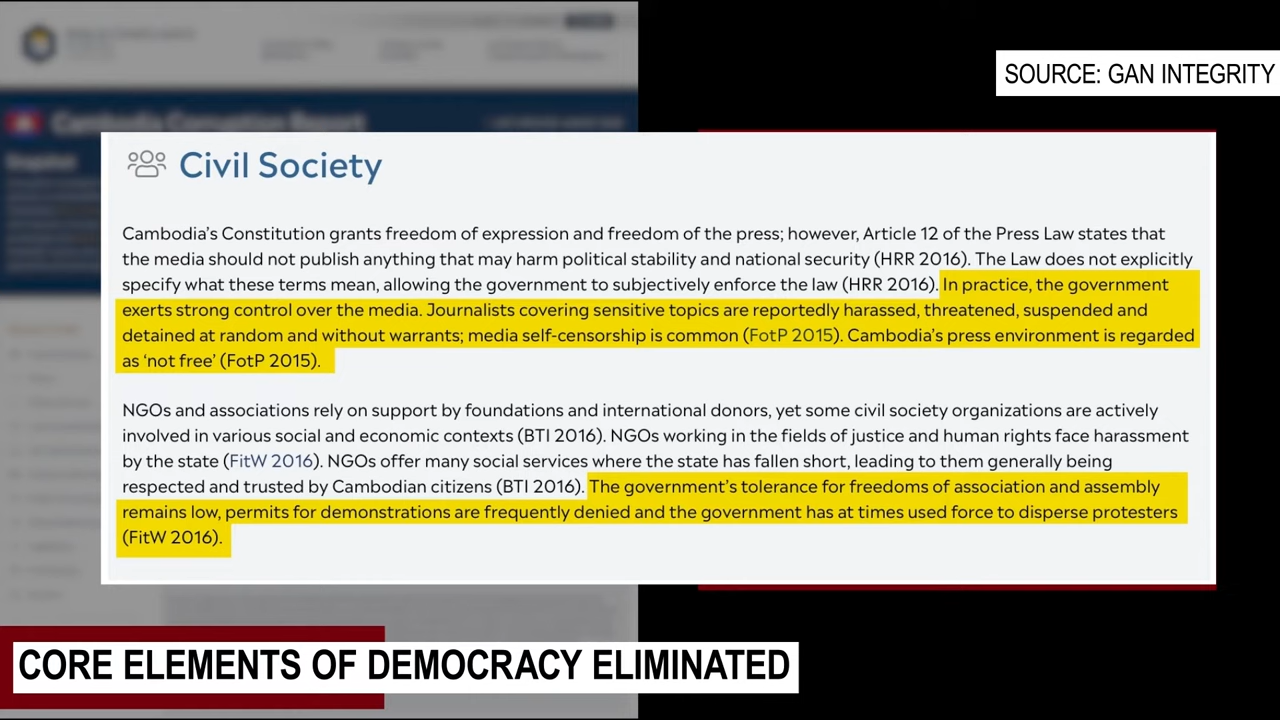 SOURCE: GAN INTEGRITY
Cambodia Corruption Report
Civil Society
Cambodia’s Constitution grants freedom of expression and freedom of the press; however, Article 12 of the Press Law states that
the media should not publish anything that may harm political stability and national security (HRR 2016). The Law does not explicitly
specify what these terms mean, allowing the government to subjectively enforce the law (HRR 2016). In practice, the government
exerts strong control over the media. Journalists covering sensitive topics are reportedly harassed, threatened, suspended and
detained at random and without warrants; media self-censorship is common (FotP 2015). Cambodia’s press environment is regarded
as ‘not free’ (FotP 2015).
NGOs and associations rely on support by foundations and international donors, yet some civil society organizations are actively
involved in various social and economic contexts (BTI 2016). NGOs working in the fields of justice and human rights face harassment
by the state (FitW 2016). NGOs offer many social services where the state has fallen short, leading to them generally being
respected and trusted by Cambodian citizens (BTI 2016). The government’s tolerance for freedoms of association and assembly
remains low, permits for demonstrations are frequently denied and the government has at times used force to disperse protesters
(FitW 2016).
CORE ELEMENTS OF DEMOCRACY ELIMINATED